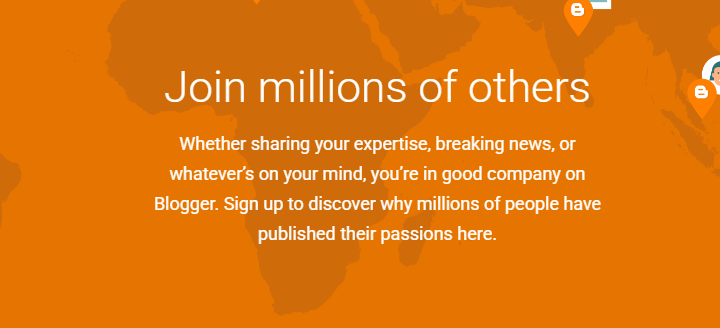 Join millions of others
Whether sharing your expertise, breaking news, or
whatever's on your mind, you're in good company on
Blogger. Sign up to discover why millions of people have
published their passions here.